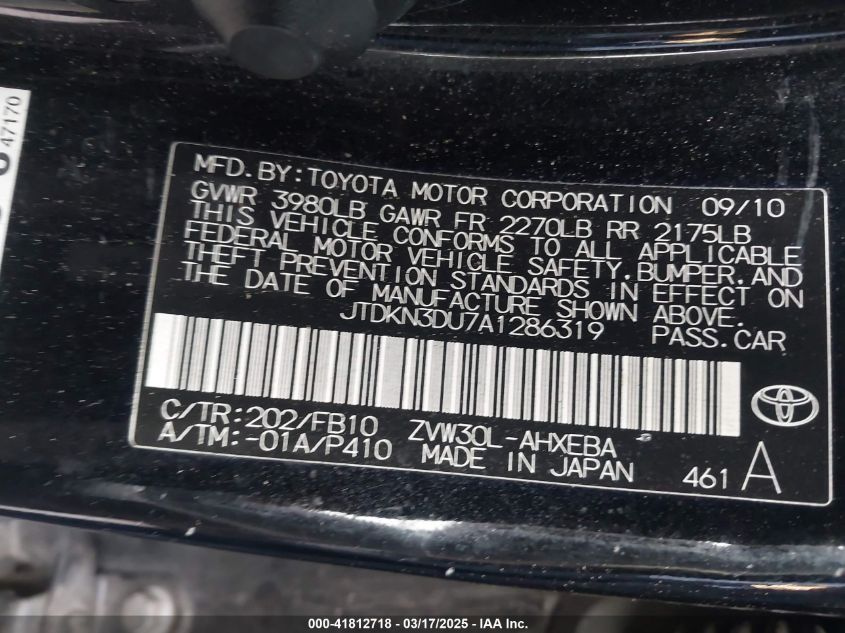 47170
MFD.BY:TOYOTA MOTOR CORPORATION 09/10
GVWR 3980LB GAWR FR 2270LB RR 2175LB
THIS VEHICLE CONFORMS TO ALL APPLICABLE
FEDERAL MOTOR VEHICLE SAFETY,BUMPER,AND
THEFT PREVENTION STANDARDS IN EFFECT ON
THE DATE OF MANUFACTURE SHOWN ABOVE.
JTDKN3DU7A1286319 PASS.CAR
C/TR:202/FB10 ZVW30L-AHXEBA
A/TM:-01A/P410 MADE IN JAPAN 461 A
000-41812718 | 03/17/2025 - IAA Inc.